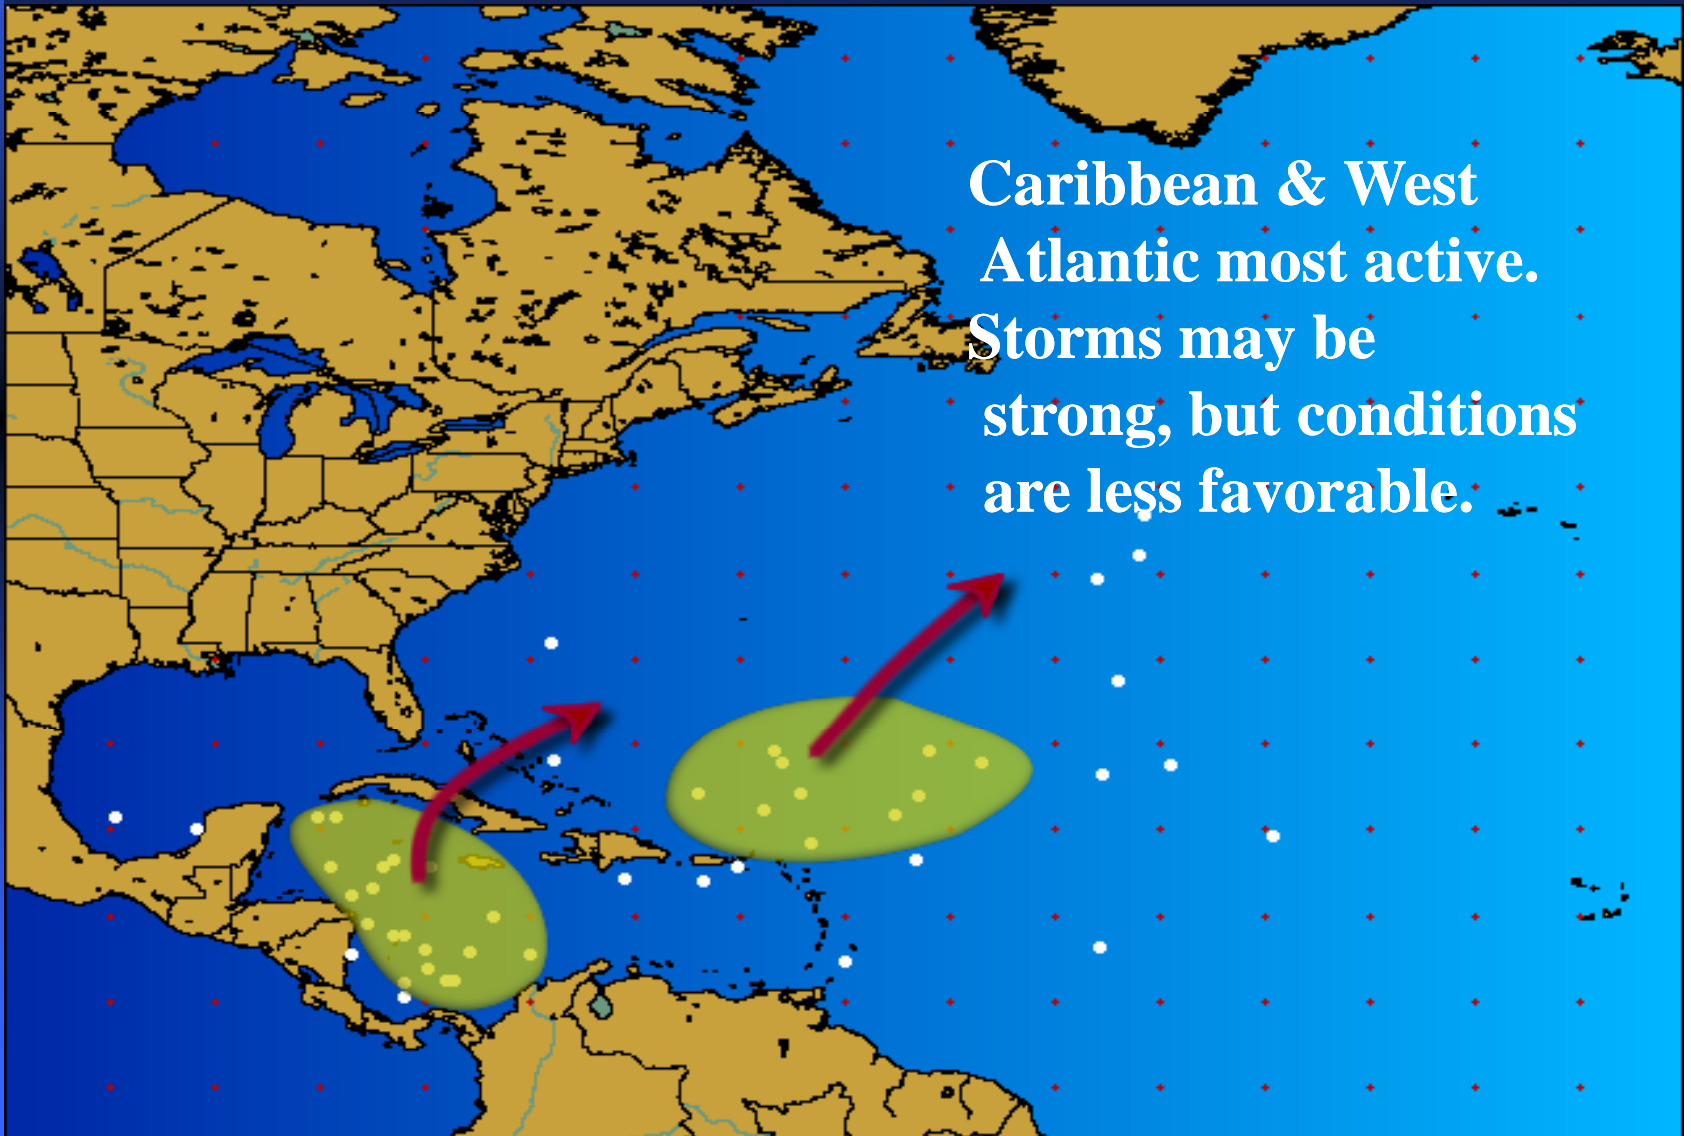 Caribbean & West
Atlantic most active.
Storms may be
strong, but conditions
are less favorable.